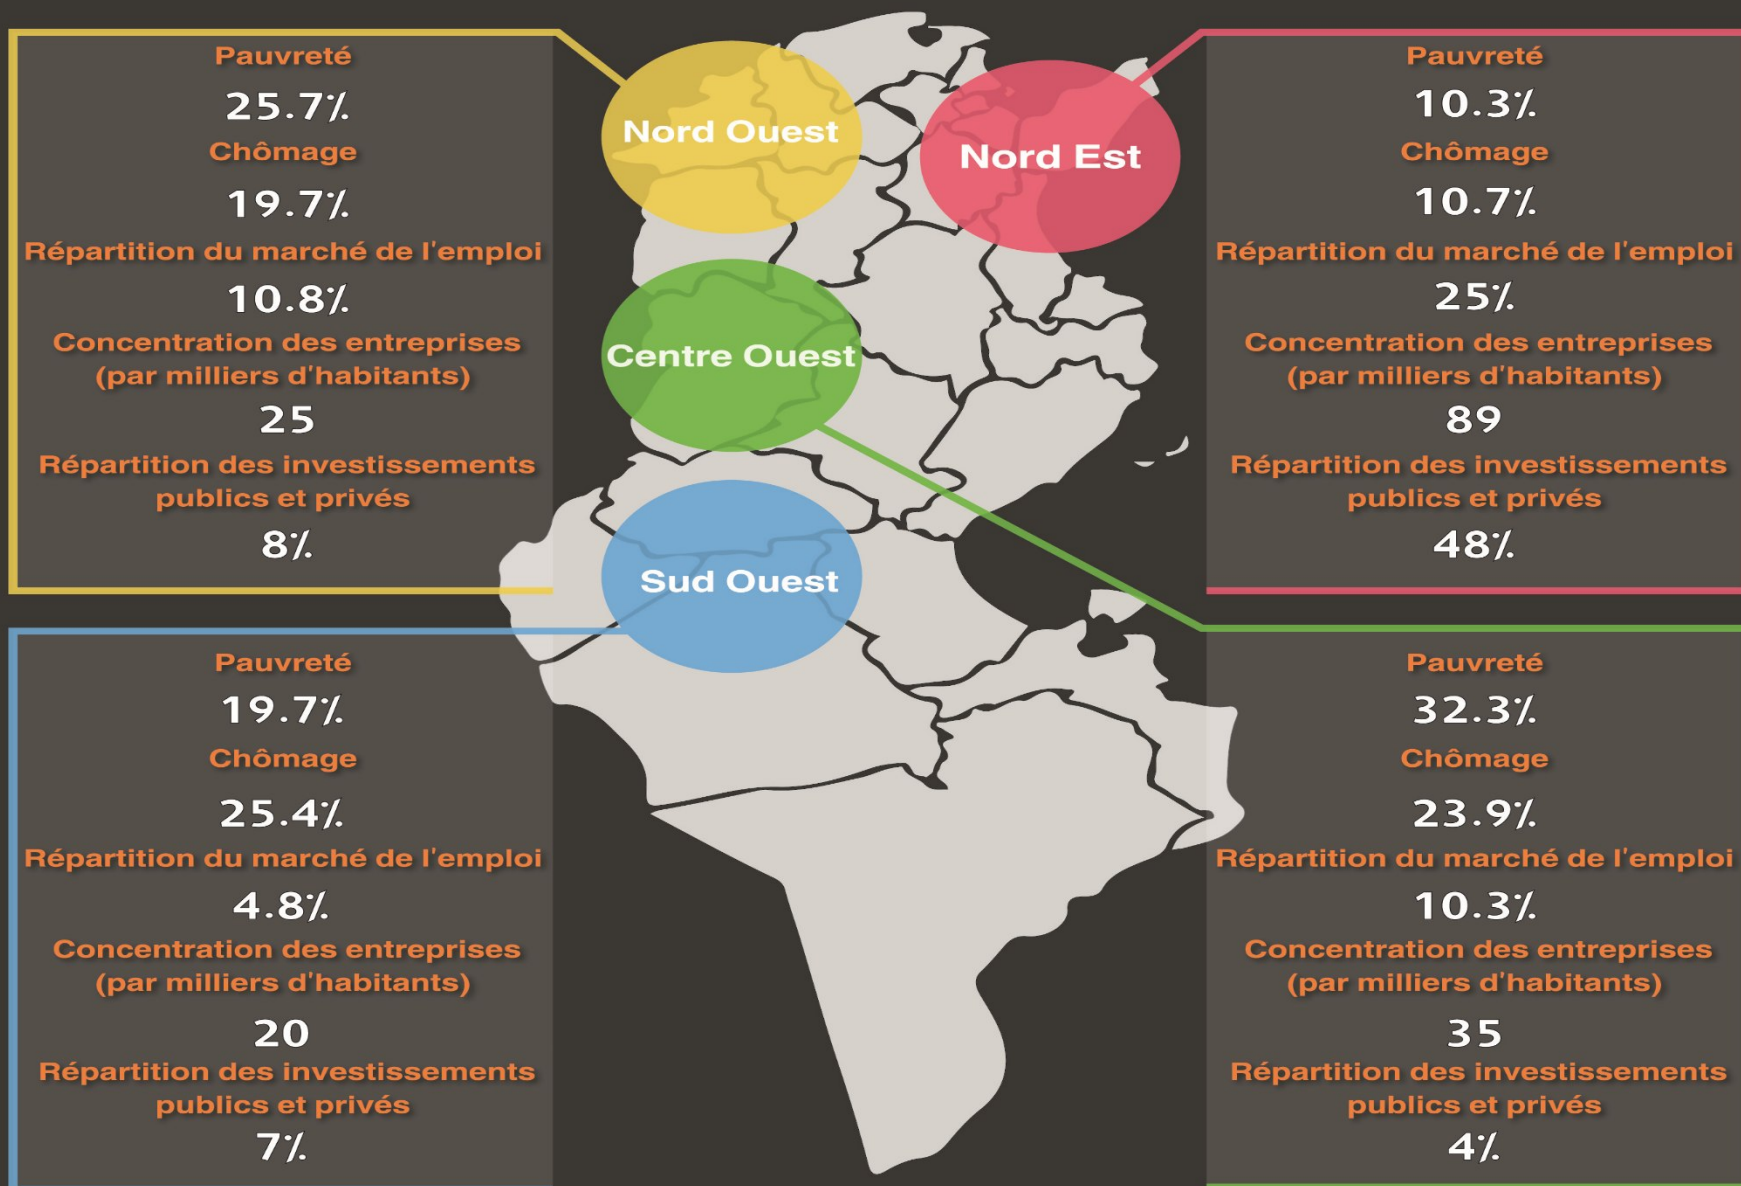 Pauvreté
25.7%
Chômage
19.7%
Répartition du marché de l'emploi
10.8%
Concentration des entreprises
(par milliers d'habitants)
25
Répartition des investissements
publics et privés
8%
Nord Ouest
Nord Est
Centre Ouest
Sud Ouest
Pauvreté
10.3%
Chômage
10.7%
Répartition du marché de l'emploi
25%
Concentration des entreprises
(par milliers d'habitants)
89
Répartition des investissements
publics et privés
48%
Pauvreté
19.7%
Chômage
25.4%
Répartition du marché de l'emploi
4.8%
Concentration des entreprises
(par milliers d'habitants)
20
Répartition des investissements
publics et privés
7%
Pauvreté
32.3%
Chômage
23.9%
Répartition du marché de l'emploi
10.3%
Concentration des entreprises
(par milliers d'habitants)
35
Répartition des investissements
publics et privés
4%